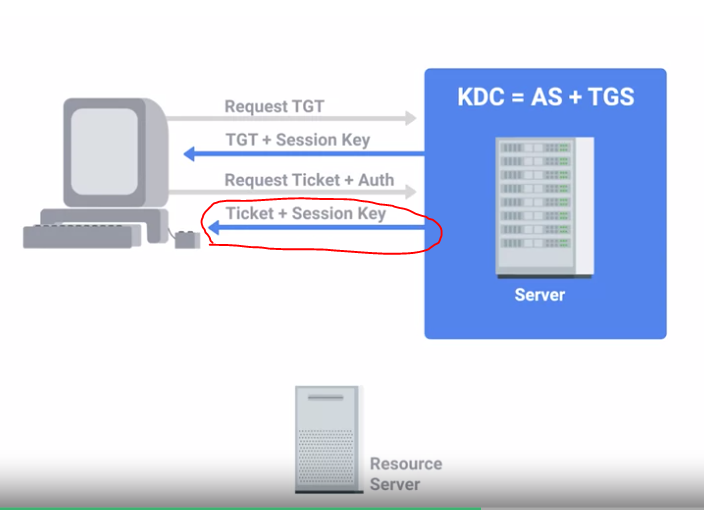 KDC = AS + TGS
Request TGT
TGT + Session Key
Request Ticket + Auth
Ticket + Session Key
Server
Resource
Server